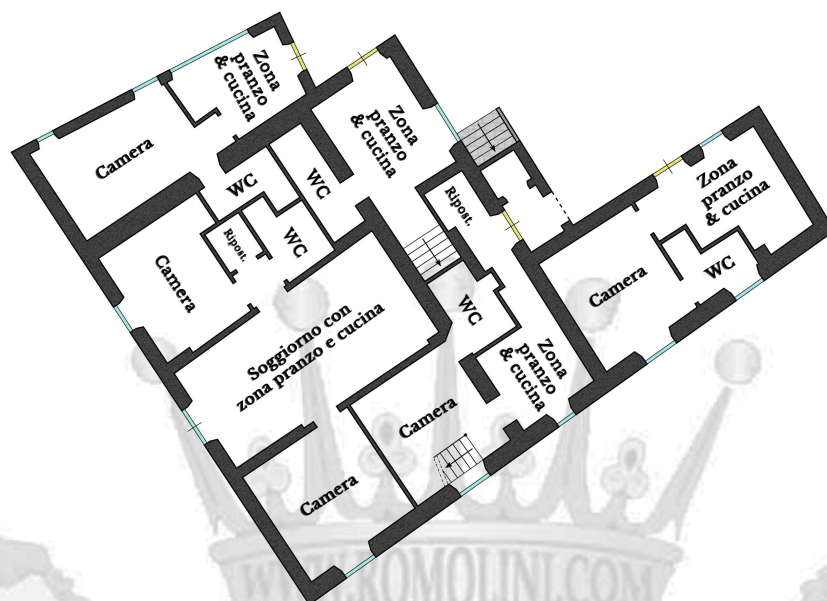 Zona
pranzo
& cucina
Camera
Zona
pranzo
& cucina
WC
WC
Ripost.
Zona
pranzo
& cucina
WC
Ripost.
WC
Camera
Camera
WC
Soggiorno con
zona pranzo e cucina
Zona
pranzo
& cucina
Camera
Camera
WWW.ROMOLINI.COM